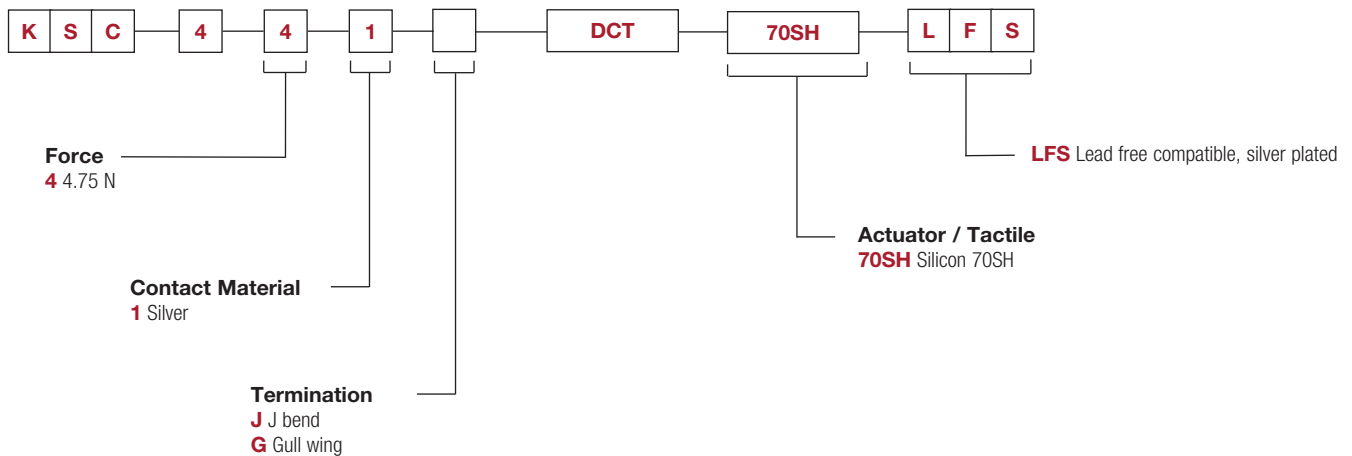 K S C 4 4 1 DCT 70SH L F S
Force
4 4.75 N
LFS Lead free compatible, silver plated
Actuator / Tactile
70SH Silicon 70SH
Contact Material
1 Silver
Termination
J J bend
G Gull wing